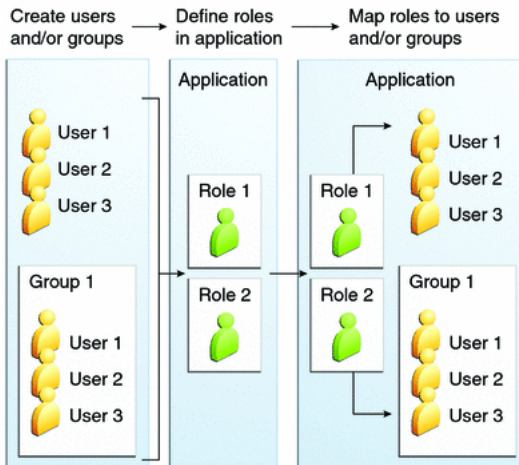 Create users
and/or groups
Define roles
in application
Map roles to users
and/or groups
User 1
User 2
User 3
Group 1
User 1
User 2
User 3
Application
Role 1
Role 2
Application
Role 1
Role 2
User 1
User 2
User 3
Group 1
User 1
User 2
User 3